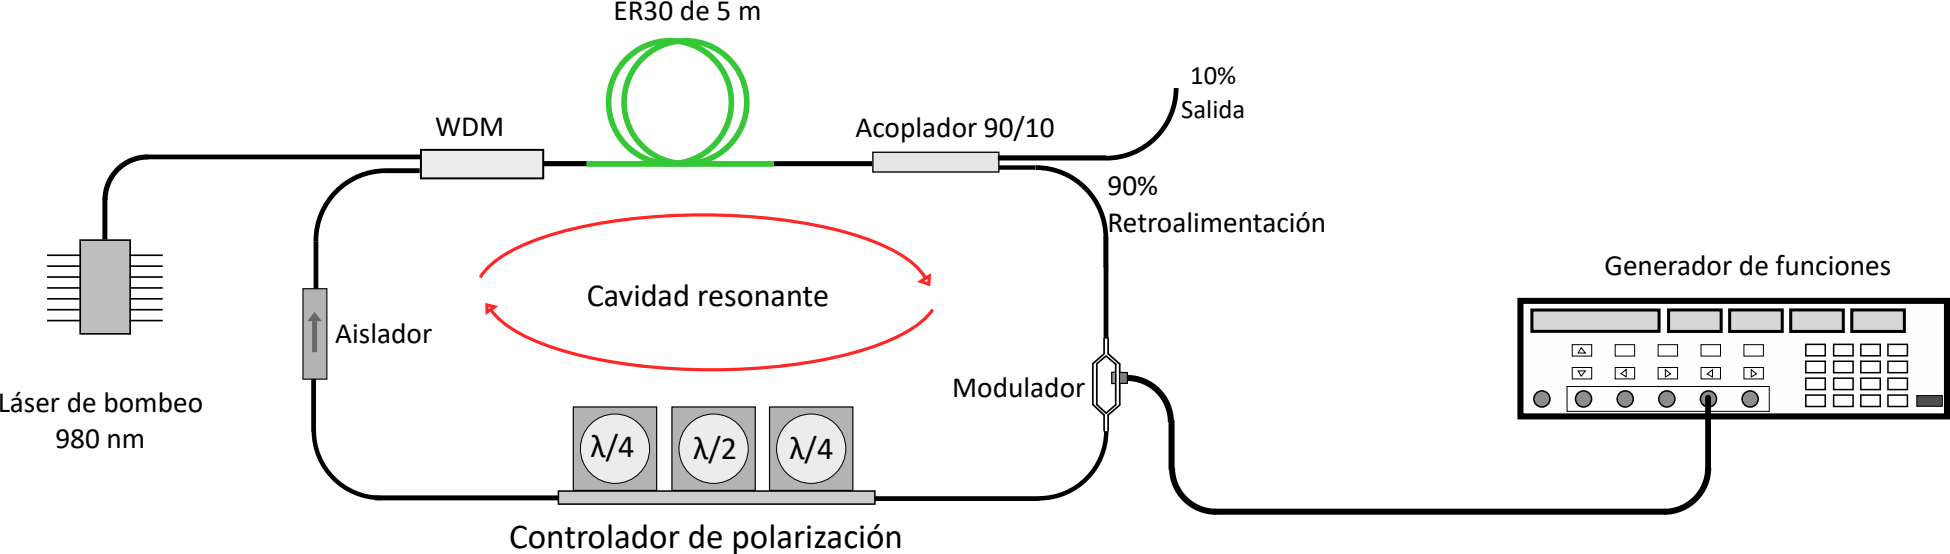 ER30 de 5 m
10%
Salida
WDM
Acoplador 90/10
90%
Retroalimentación
Generador de funciones
Cavidad resonante
Aislador
Modulador
Láser de bombeo
980 nm
λ/4
λ/2
λ/4
Controlador de polarización